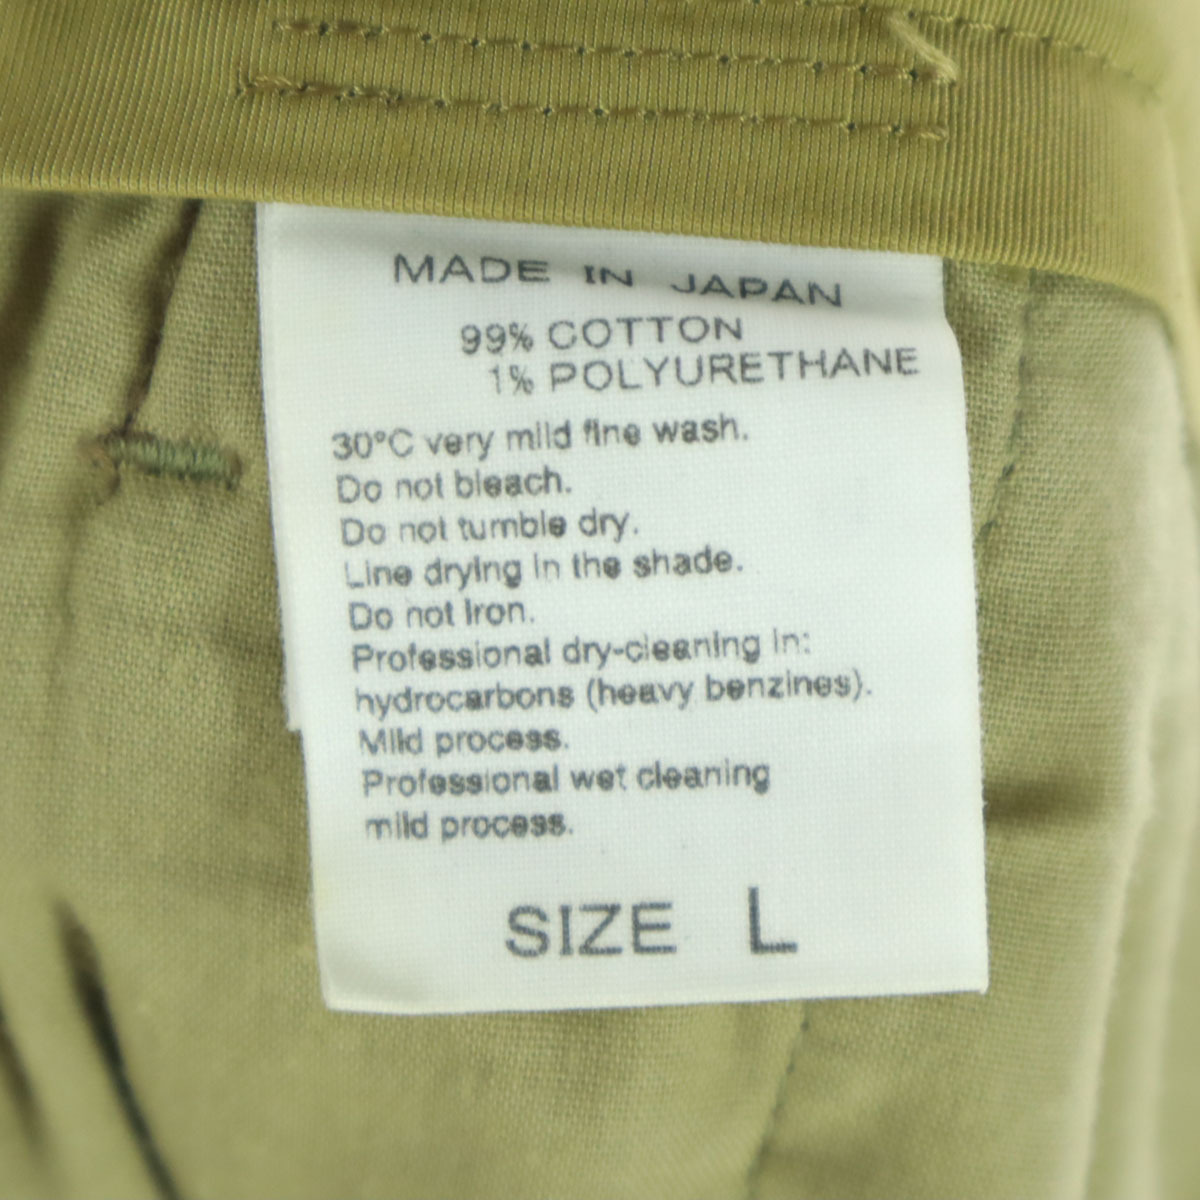 MADE IN JAPAN
99% COTTON
1% POLYURETHANE
30°C very mild fine wash.
Do not bleach.
Do not tumble dry.
Line drying in the shade.
Do not Iron.
Professional dry-cleaning in:
hydrocarbons (heavy benzines).
Mild process.
Professional wet cleaning
mild process.
SIZE L